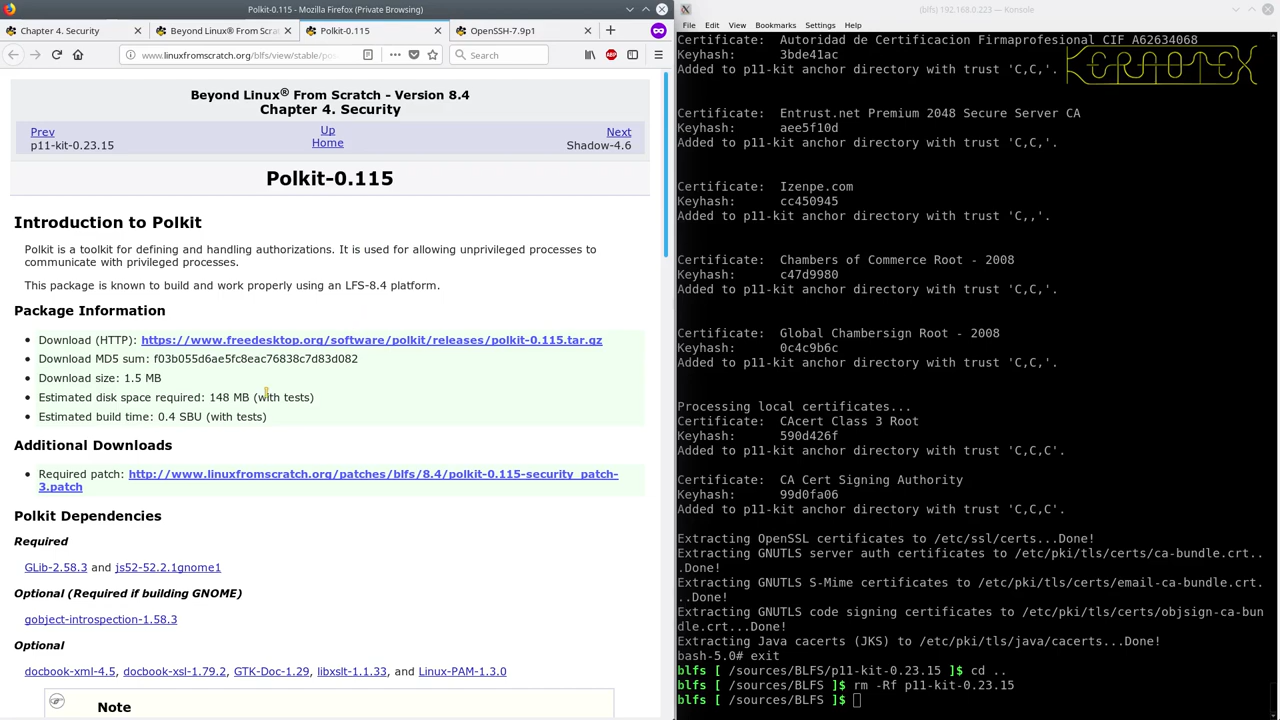 Polkit-0.115 - Mozilla Firefox (Private Browsing)
Chapter 4. Security
Beyond Linux® From Scrat
Polkit-0.115
OpenSSH-7.9p1
www.linuxfromscratch.org/blfs/view/stable/po
Search
Beyond Linux® From Scratch - Version 8.4
Chapter 4. Security
Prev
Up
Next
p11-kit-0.23.15
Home
Shadow-4.6
Polkit-0.115
Introduction to Polkit
Polkit is a toolkit for defining and handling authorizations. It is used for allowing unprivileged processes to
communicate with privileged processes.
This package is known to build and work properly using an LFS-8.4 platform.
Package Information
Download (HTTP): https://www.freedesktop.org/software/polkit/releases/polkit-0.115.tar.gz
Download MD5 sum: f03b055d6ae5fc8eac76838c7d83d082
Download size: 1.5 MB
Estimated disk space required: 148 MB (with tests)
Estimated build time: 0.4 SBU (with tests)
Additional Downloads
Required patch: http://www.linuxfromscratch.org/patches/blfs/8.4/polkit-0.115-security_patch-
3.patch
Polkit Dependencies
Required
GLib-2.58.3 and js52-52.2.1gnome1
Optional (Required if building GNOME)
gobject-introspection-1.58.3
Optional
docbook-xml-4.5, docbook-xsl-1.79.2, GTK-Doc-1.29, libxslt-1.1.33, and Linux-PAM-1.3.0
Note
(blfs) 192.168.0.223 — Konsole
File Edit View Bookmarks Settings Help
KERNOTEX
Certificate: Autoridad de Certificacion Firmaprofesional CIF A62634068
Keyhash: 3bde41ac
Added to p11-kit anchor directory with trust 'C,C,'.
Certificate: Entrust.net Premium 2048 Secure Server CA
Keyhash: aee5f10d
Added to p11-kit anchor directory with trust 'C,C,'.
Certificate: Izenpe.com
Keyhash: cc450945
Added to p11-kit anchor directory with trust 'C,,'.
Certificate: Chambers of Commerce Root - 2008
Keyhash: c47d9980
Added to p11-kit anchor directory with trust 'C,C,'.
Certificate: Global Chambersign Root - 2008
Keyhash: 0c4c9b6c
Added to p11-kit anchor directory with trust 'C,C,'.
Processing local certificates...
Certificate: CAcert Class 3 Root
Keyhash: 590d426f
Added to p11-kit anchor directory with trust 'C,C,C'.
Certificate: CA Cert Signing Authority
Keyhash: 99d0fa06
Added to p11-kit anchor directory with trust 'C,C,C'.
Extracting OpenSSL certificates to /etc/ssl/certs...Done!
Extracting GNUTLS server auth certificates to /etc/pki/tls/certs/ca-bundle.crt..
.Done!
Extracting GNUTLS S-Mime certificates to /etc/pki/tls/certs/email-ca-bundle.crt.
..Done!
Extracting GNUTLS code signing certificates to /etc/pki/tls/certs/objsign-ca-bun
dle.crt...Done!
Extracting Java cacerts (JKS) to /etc/pki/tls/java/cacerts...Done!
bash-5.0# exit
blfs [ /sources/BLFS/p11-kit-0.23.15 ]$ cd ..
blfs [ /sources/BLFS ]$ rm -Rf p11-kit-0.23.15
blfs [ /sources/BLFS ]$